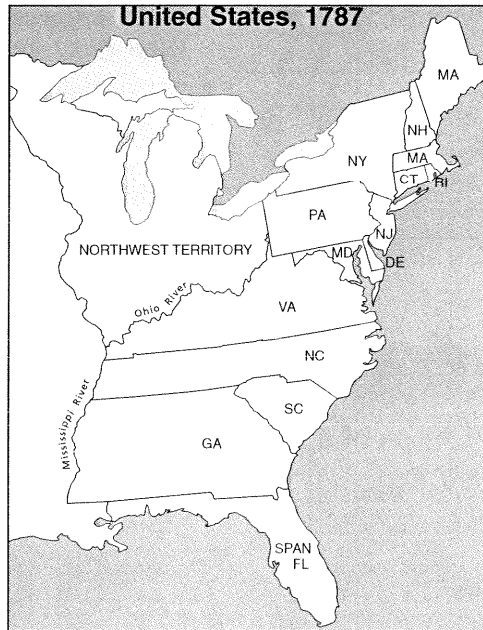 United States, 1787
MA
NH
NY
MA
CT
RI
PA
NJ
NORTHWEST TERRITORY
MD
DE
Ohio River
VA
NC
Mississippi River
SC
GA
SPAN
FL